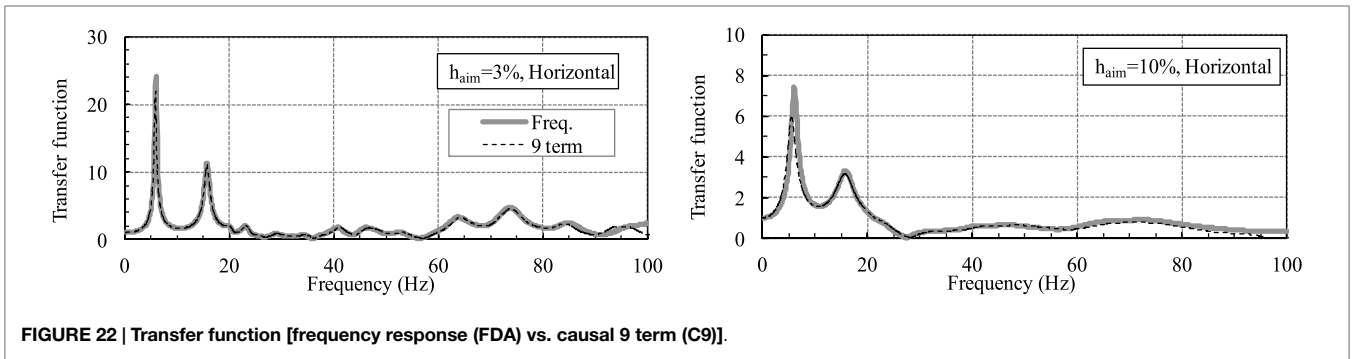 30
20
10
0
Transfer function
h_aim=3%, Horizontal
Freq.
9 term
0 20 40 60 80 100
Frequency (Hz)
10
8
6
4
2
0
Transfer function
h_aim=10%, Horizontal
0 20 40 60 80 100
Frequency (Hz)
FIGURE 22 | Transfer function [frequency response (FDA) vs. causal 9 term (C9)].